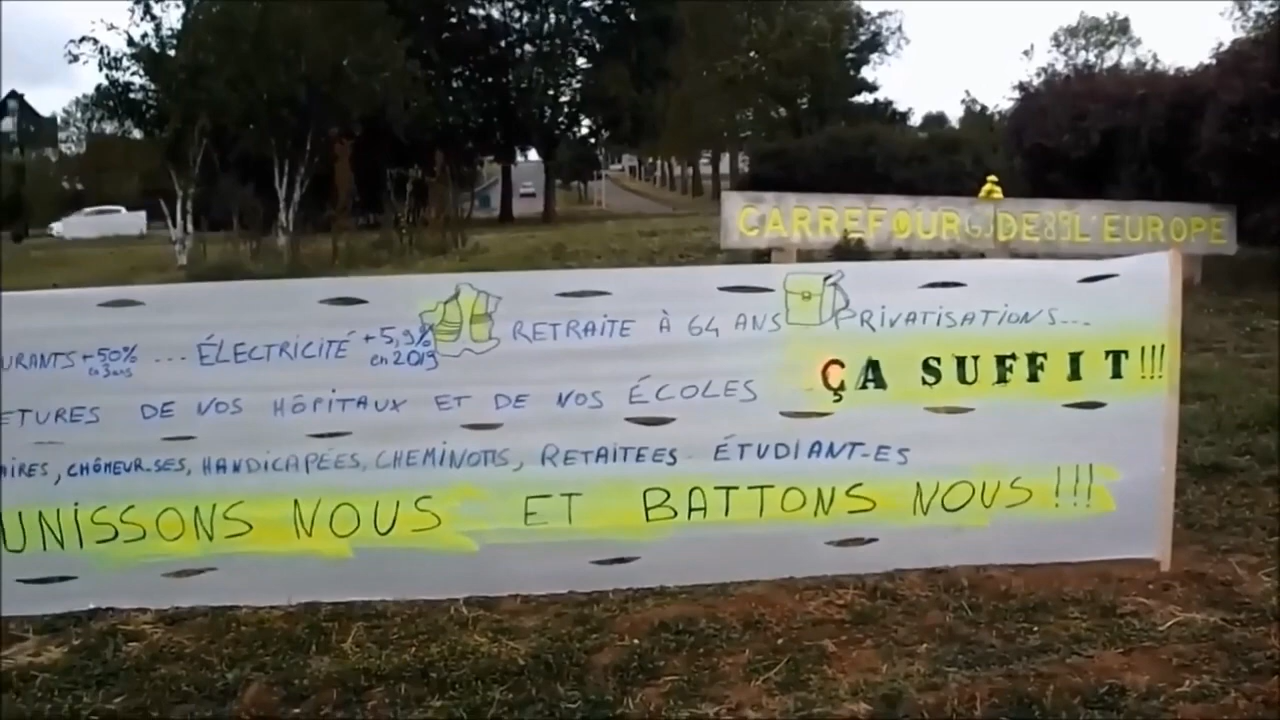 CARREFOUR DE L'EUROPE
URANTS +50% en 3 ans ... ÉLECTRICITÉ +5,9% en 2019 RETRAITE À 64 ANS PRIVATISATIONS...
ÇA SUFFIT!!!
ETURES DE NOS HÔPITAUX ET DE NOS ÉCOLES
AIRES, CHÔMEUR-SES, HANDICAPÉES, CHEMINOTS, RETAITEES ÉTUDIANT-ES
UNISSONS NOUS ET BATTONS NOUS!!!